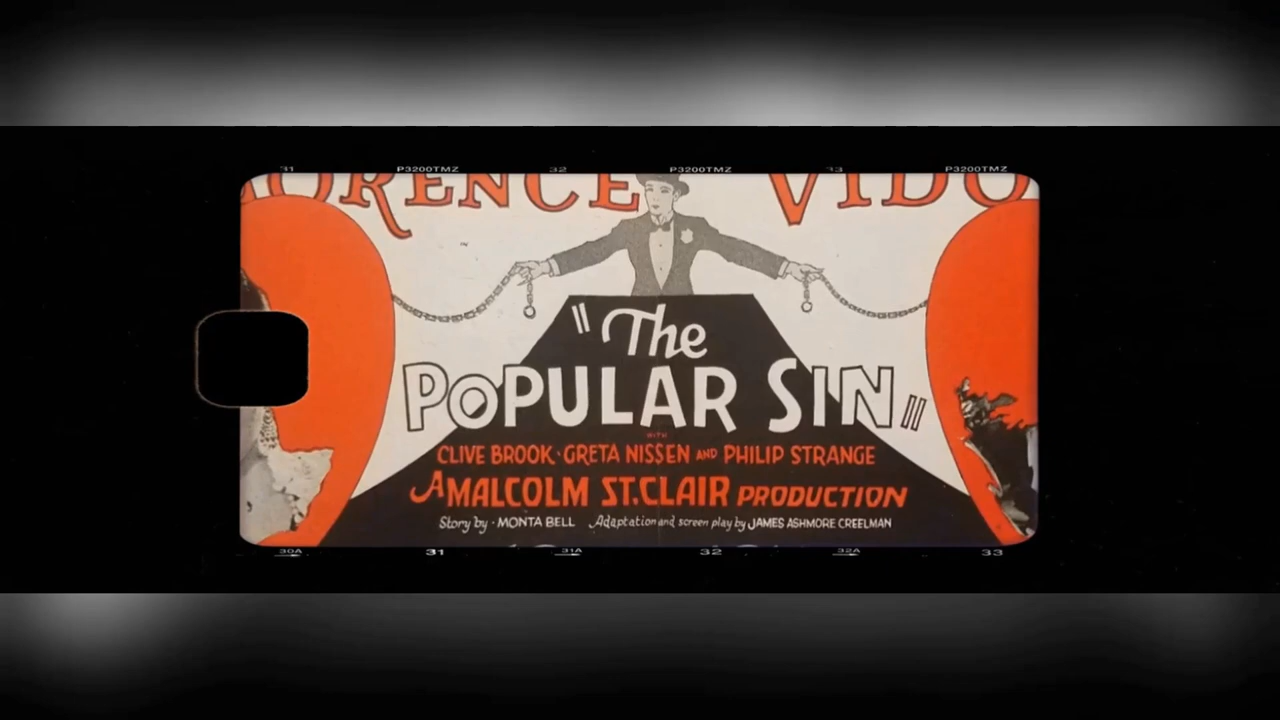 31 P3200TMZ 32 P3200TMZ 33 P3200TMZ
ORENCE VIDO
"The
POPULAR SIN"
WITH
CLIVE BROOK · GRETA NISSEN AND PHILIP STRANGE
A MALCOLM ST. CLAIR PRODUCTION
Story by · MONTA BELL Adaptation and screen play by JAMES ASHMORE CREELMAN
30A 31 31A 32 32A 33